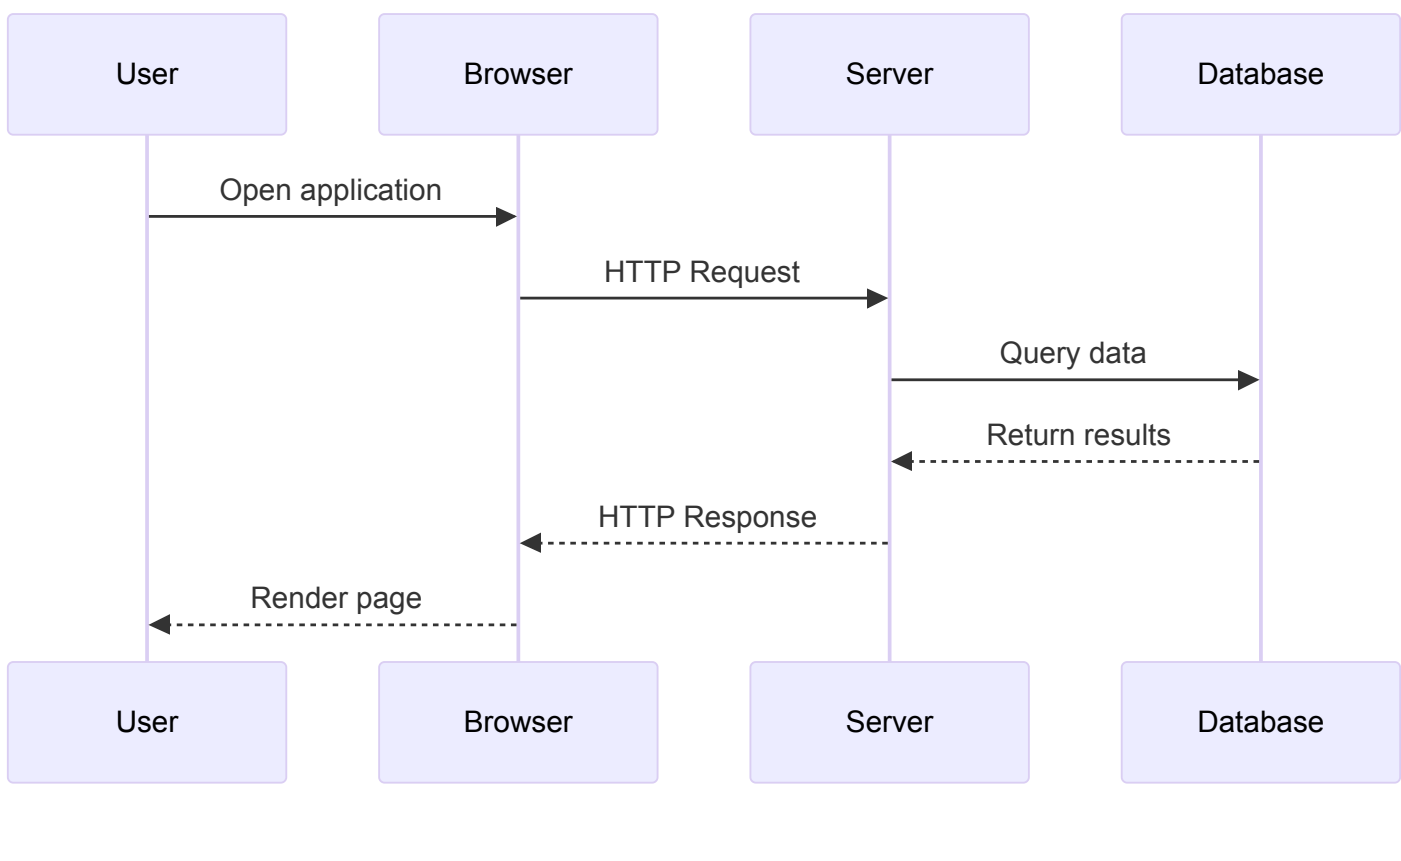 User
Browser
Server
Database
Open application
HTTP Request
Query data
Return results
HTTP Response
Render page
User
Browser
Server
Database